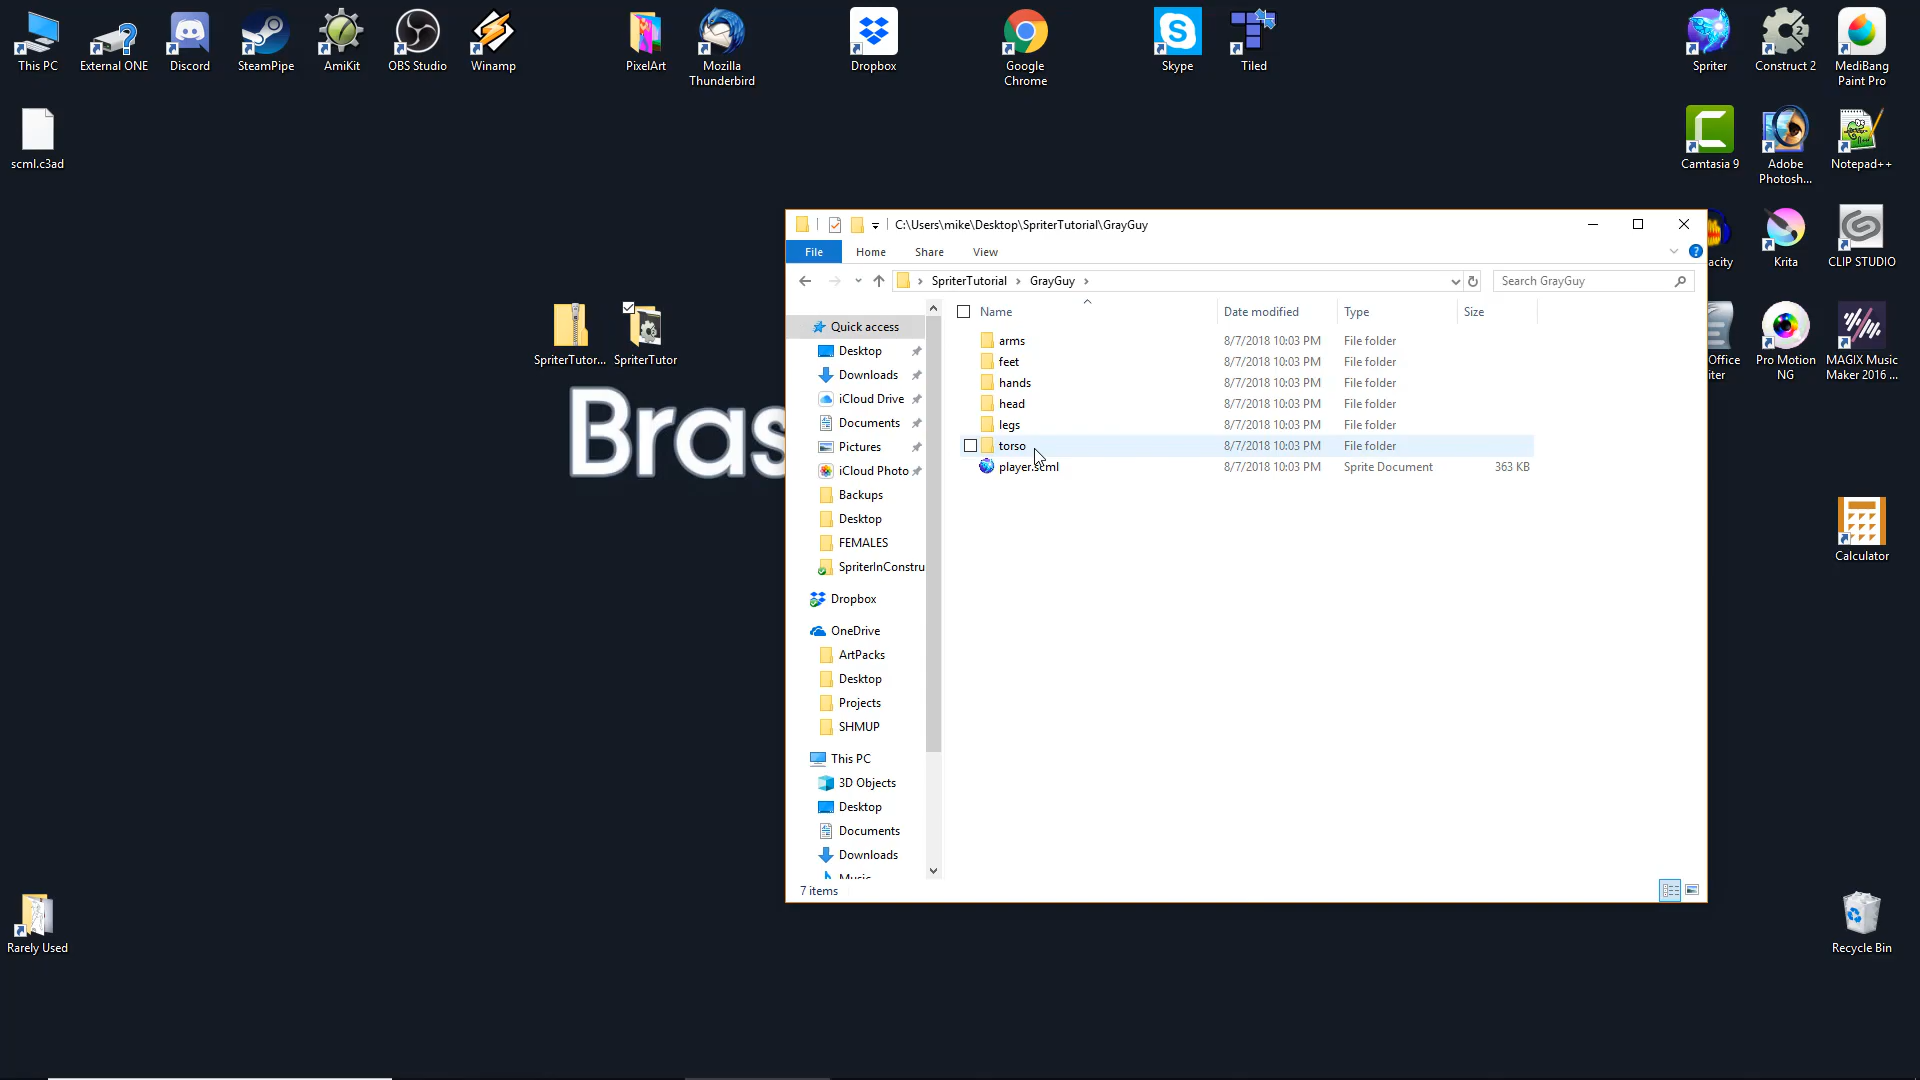 This PC
External ONE
Discord
SteamPipe
AmiKit
OBS Studio
Winamp
PixelArt
Mozilla
Thunderbird
Dropbox
Google
Chrome
Skype
Tiled
Spriter
Construct 2
MediBang
Paint Pro
scml.c3ad
Camtasia 9
Adobe
Photosh...
Notepad++
acity
Krita
CLIP STUDIO
SpriterTutor...
SpriterTutor
Office
iter
Pro Motion
NG
MAGIX Music
Maker 2016 ...
Bras
Calculator
Rarely Used
Recycle Bin
C:\Users\mike\Desktop\SpriterTutorial\GrayGuy
File
Home
Share
View
SpriterTutorial
GrayGuy
Search GrayGuy
Quick access
Desktop
Downloads
iCloud Drive
Documents
Pictures
iCloud Photo
Backups
Desktop
FEMALES
SpriterInConstru
Dropbox
OneDrive
ArtPacks
Desktop
Projects
SHMUP
This PC
3D Objects
Desktop
Documents
Downloads
Music
Name Date modified Type Size
arms 8/7/2018 10:03 PM File folder
feet 8/7/2018 10:03 PM File folder
hands 8/7/2018 10:03 PM File folder
head 8/7/2018 10:03 PM File folder
legs 8/7/2018 10:03 PM File folder
torso 8/7/2018 10:03 PM File folder
player.scml 8/7/2018 10:03 PM Sprite Document 363 KB
7 items